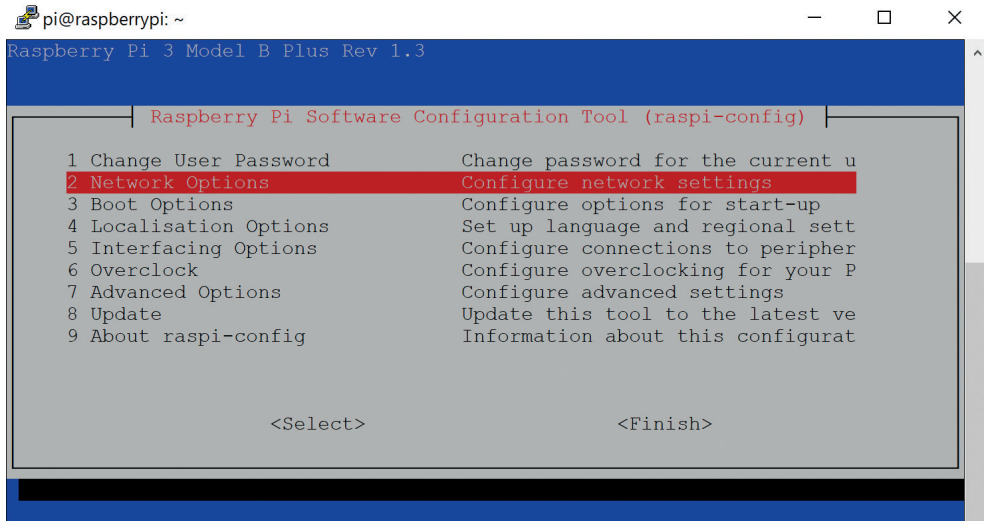 pi@raspberrypi: ~
Raspberry Pi 3 Model B Plus Rev 1.3
Raspberry Pi Software Configuration Tool (raspi-config)
1 Change User Password Change password for the current u
2 Network Options Configure network settings
3 Boot Options Configure options for start-up
4 Localisation Options Set up language and regional sett
5 Interfacing Options Configure connections to peripher
6 Overclock Configure overclocking for your P
7 Advanced Options Configure advanced settings
8 Update Update this tool to the latest ve
9 About raspi-config Information about this configurat
<Select> <Finish>